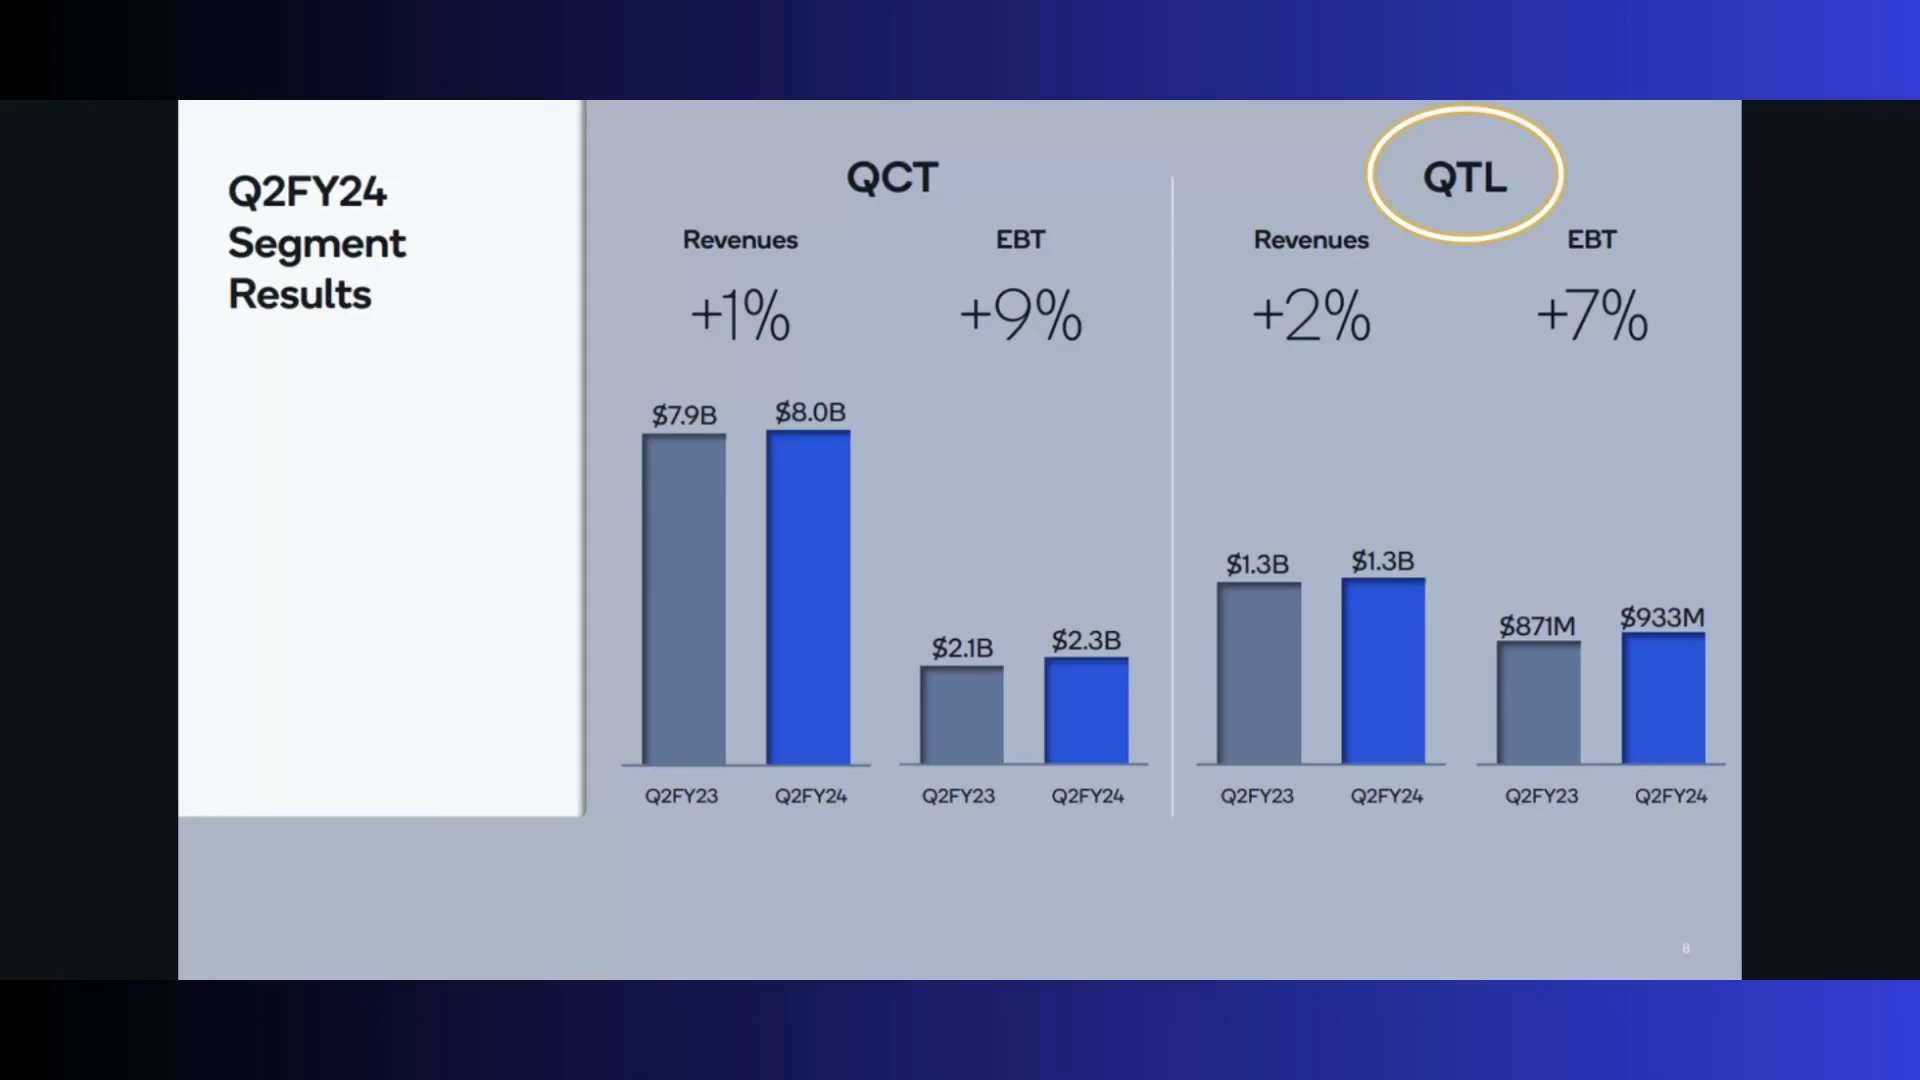 Q2FY24
Segment
Results
QCT
Revenues
EBT
+1%
+9%
$7.9B
$8.0B
$2.1B
$2.3B
Q2FY23
Q2FY24
Q2FY23
Q2FY24
QTL
Revenues
EBT
+2%
+7%
$1.3B
$1.3B
$871M
$933M
Q2FY23
Q2FY24
Q2FY23
Q2FY24
8